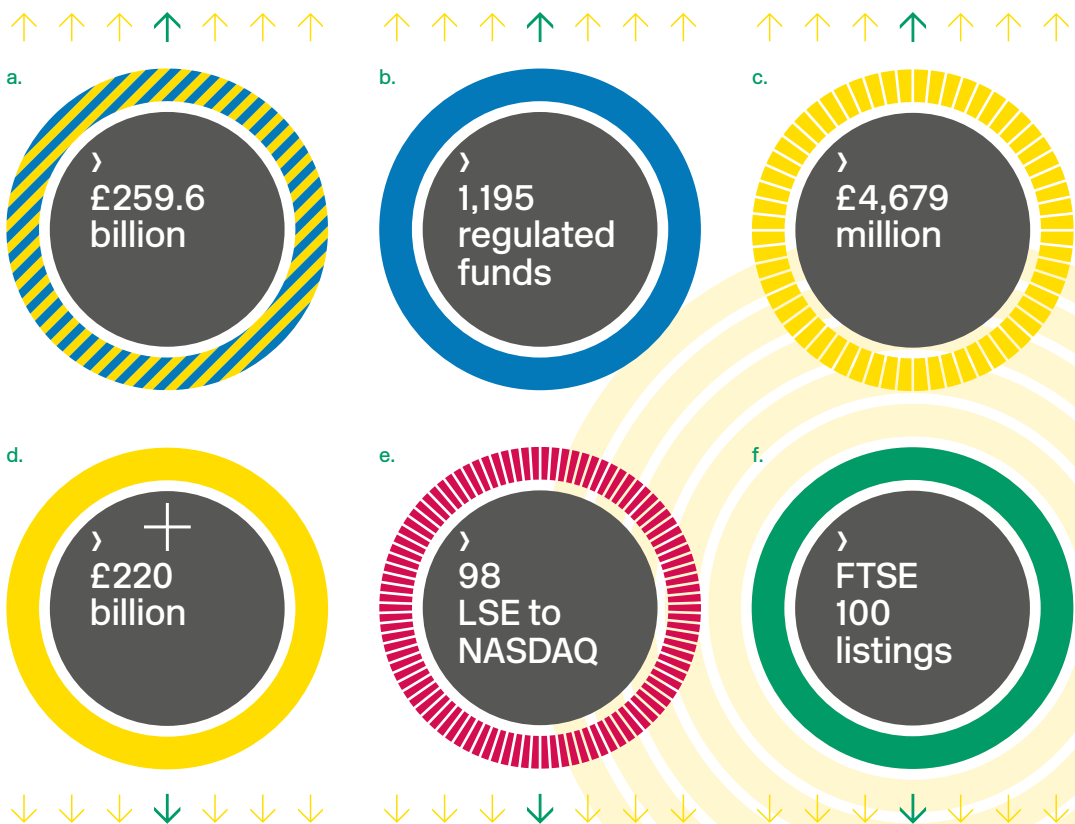 a.
›
£259.6
billion
b.
›
1,195
regulated
funds
c.
›
£4,679
million
d.
+
›
£220
billion
e.
›
98
LSE to
NASDAQ
f.
›
FTSE
100
listings